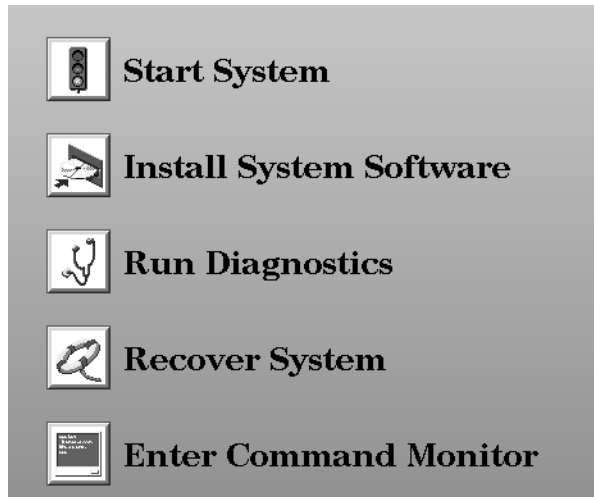 Start System
Install System Software
Run Diagnostics
Recover System
Enter Command Monitor